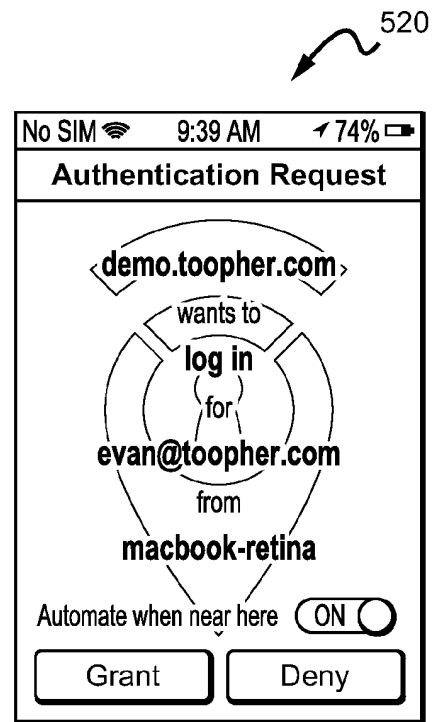 520
No SIM 9:39 AM 74%
Authentication Request
demo.toopher.com
wants to
log in
for
evan@toopher.com
from
macbook-retina
Automate when near here ON
Grant Deny